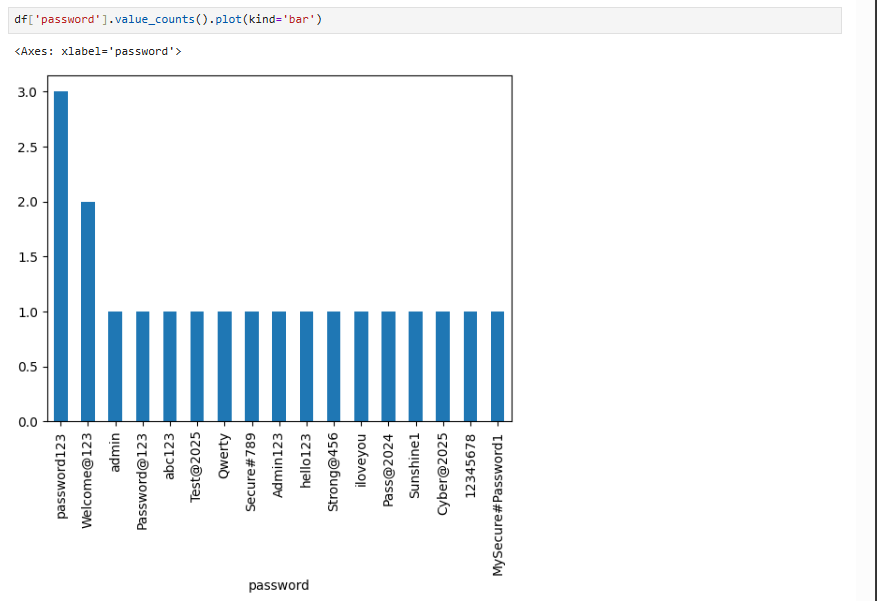 df['password'].value_counts().plot(kind='bar')
<Axes: xlabel='password'>
3.0
2.5
2.0
1.5
1.0
0.5
0.0
password123
Welcome@123
admin
Password@123
abc123
Test@2025
Qwerty
Secure#789
Admin123
hello123
Strong@456
iloveyou
Pass@2024
Sunshine1
Cyber@2025
12345678
MySecure#Password1
password